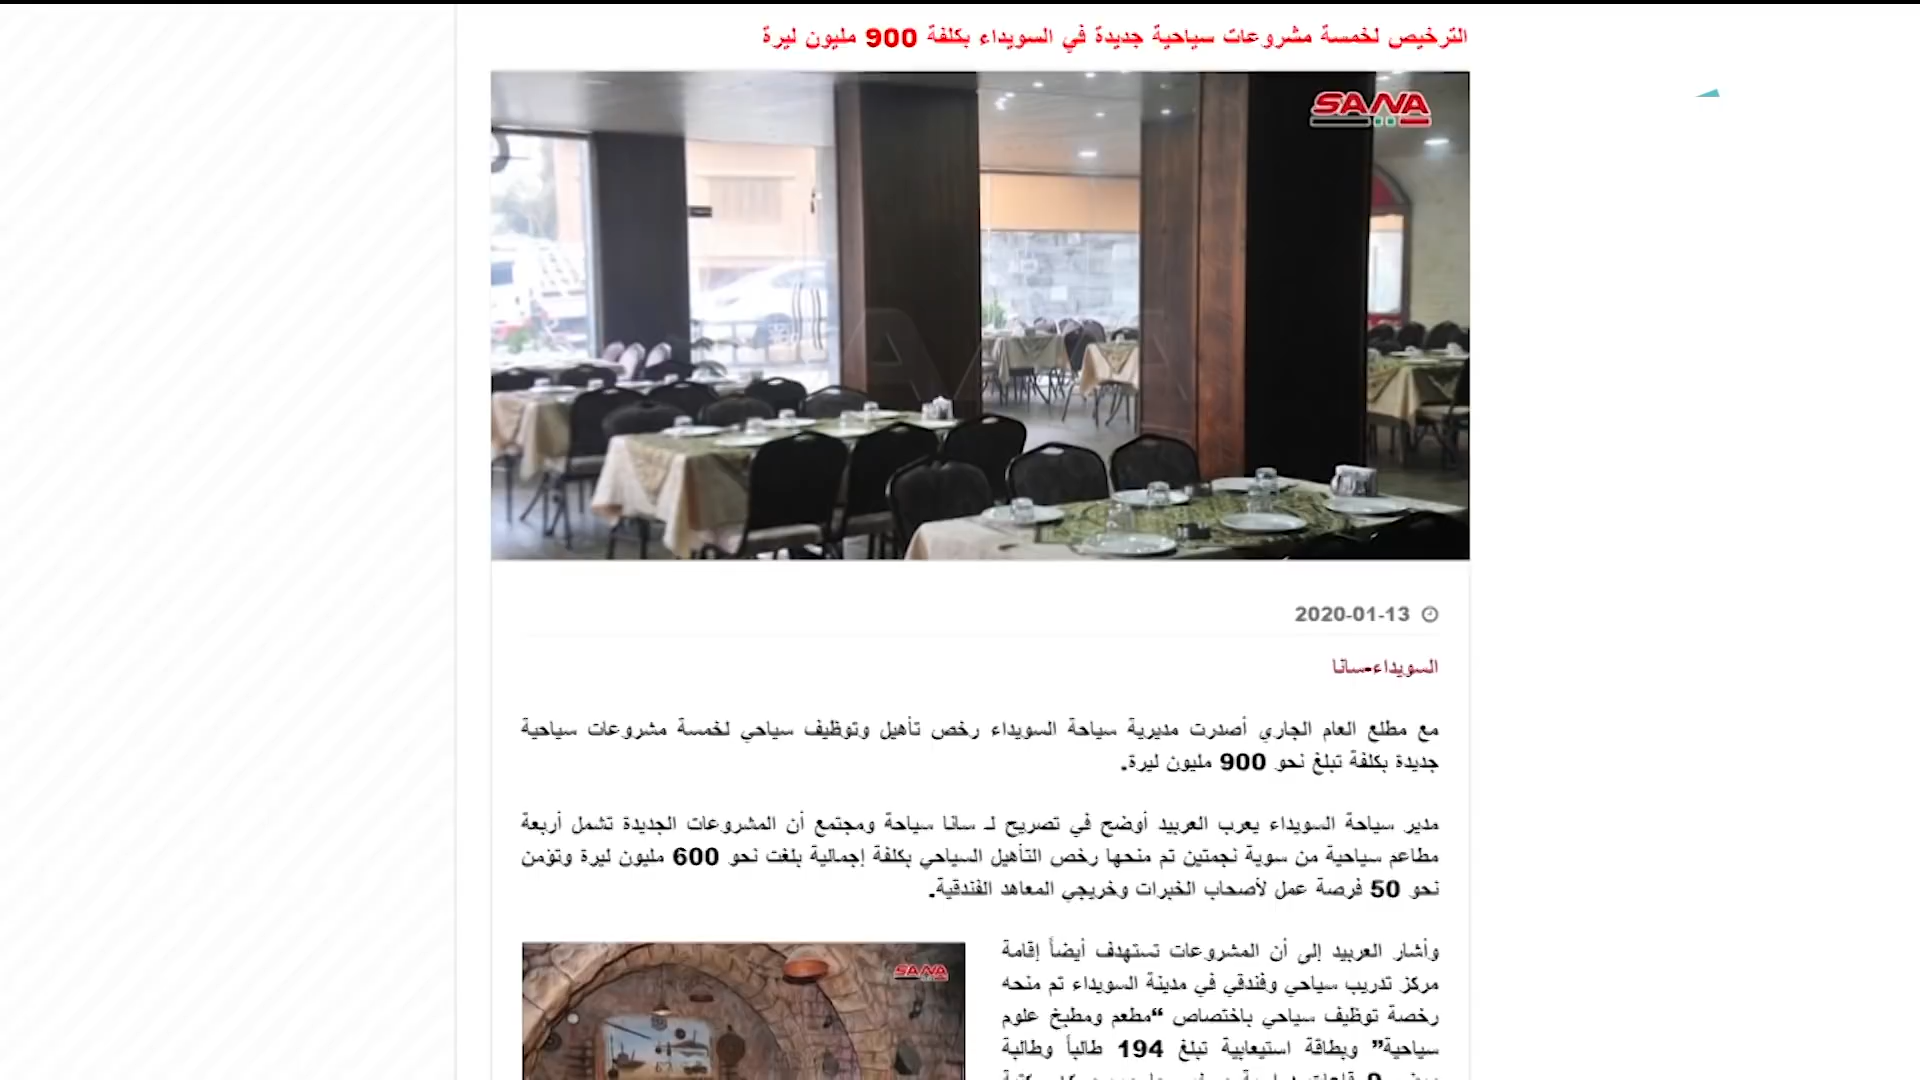 الترخيص لخمسة مشروعات سياحية جديدة في السويداء بكلفة 900 مليون ليرة
SANA
2020-01-13
السويداء-سانا
مع مطلع العام الجاري أصدرت مديرية سياحة السويداء رخص تأهيل وتوظيف سياحي لخمسة مشروعات سياحية
جديدة بكلفة تبلغ نحو 900 مليون ليرة.
مدير سياحة السويداء يعرب العربيد أوضح في تصريح لـ سانا سياحة ومجتمع أن المشروعات الجديدة تشمل أربعة
مطاعم سياحية من سوية نجمتين تم منحها رخص التأهيل السياحي بكلفة إجمالية بلغت نحو 600 مليون ليرة وتؤمن
نحو 50 فرصة عمل لأصحاب الخبرات وخريجي المعاهد الفندقية.
وأشار العربيد إلى أن المشروعات تستهدف أيضاً إقامة
مركز تدريب سياحي وفندقي في مدينة السويداء تم منحه
رخصة توظيف سياحي باختصاص “مطعم ومطبخ علوم
سياحية” وبطاقة استيعابية تبلغ 194 طالباً وطالبة
SANA